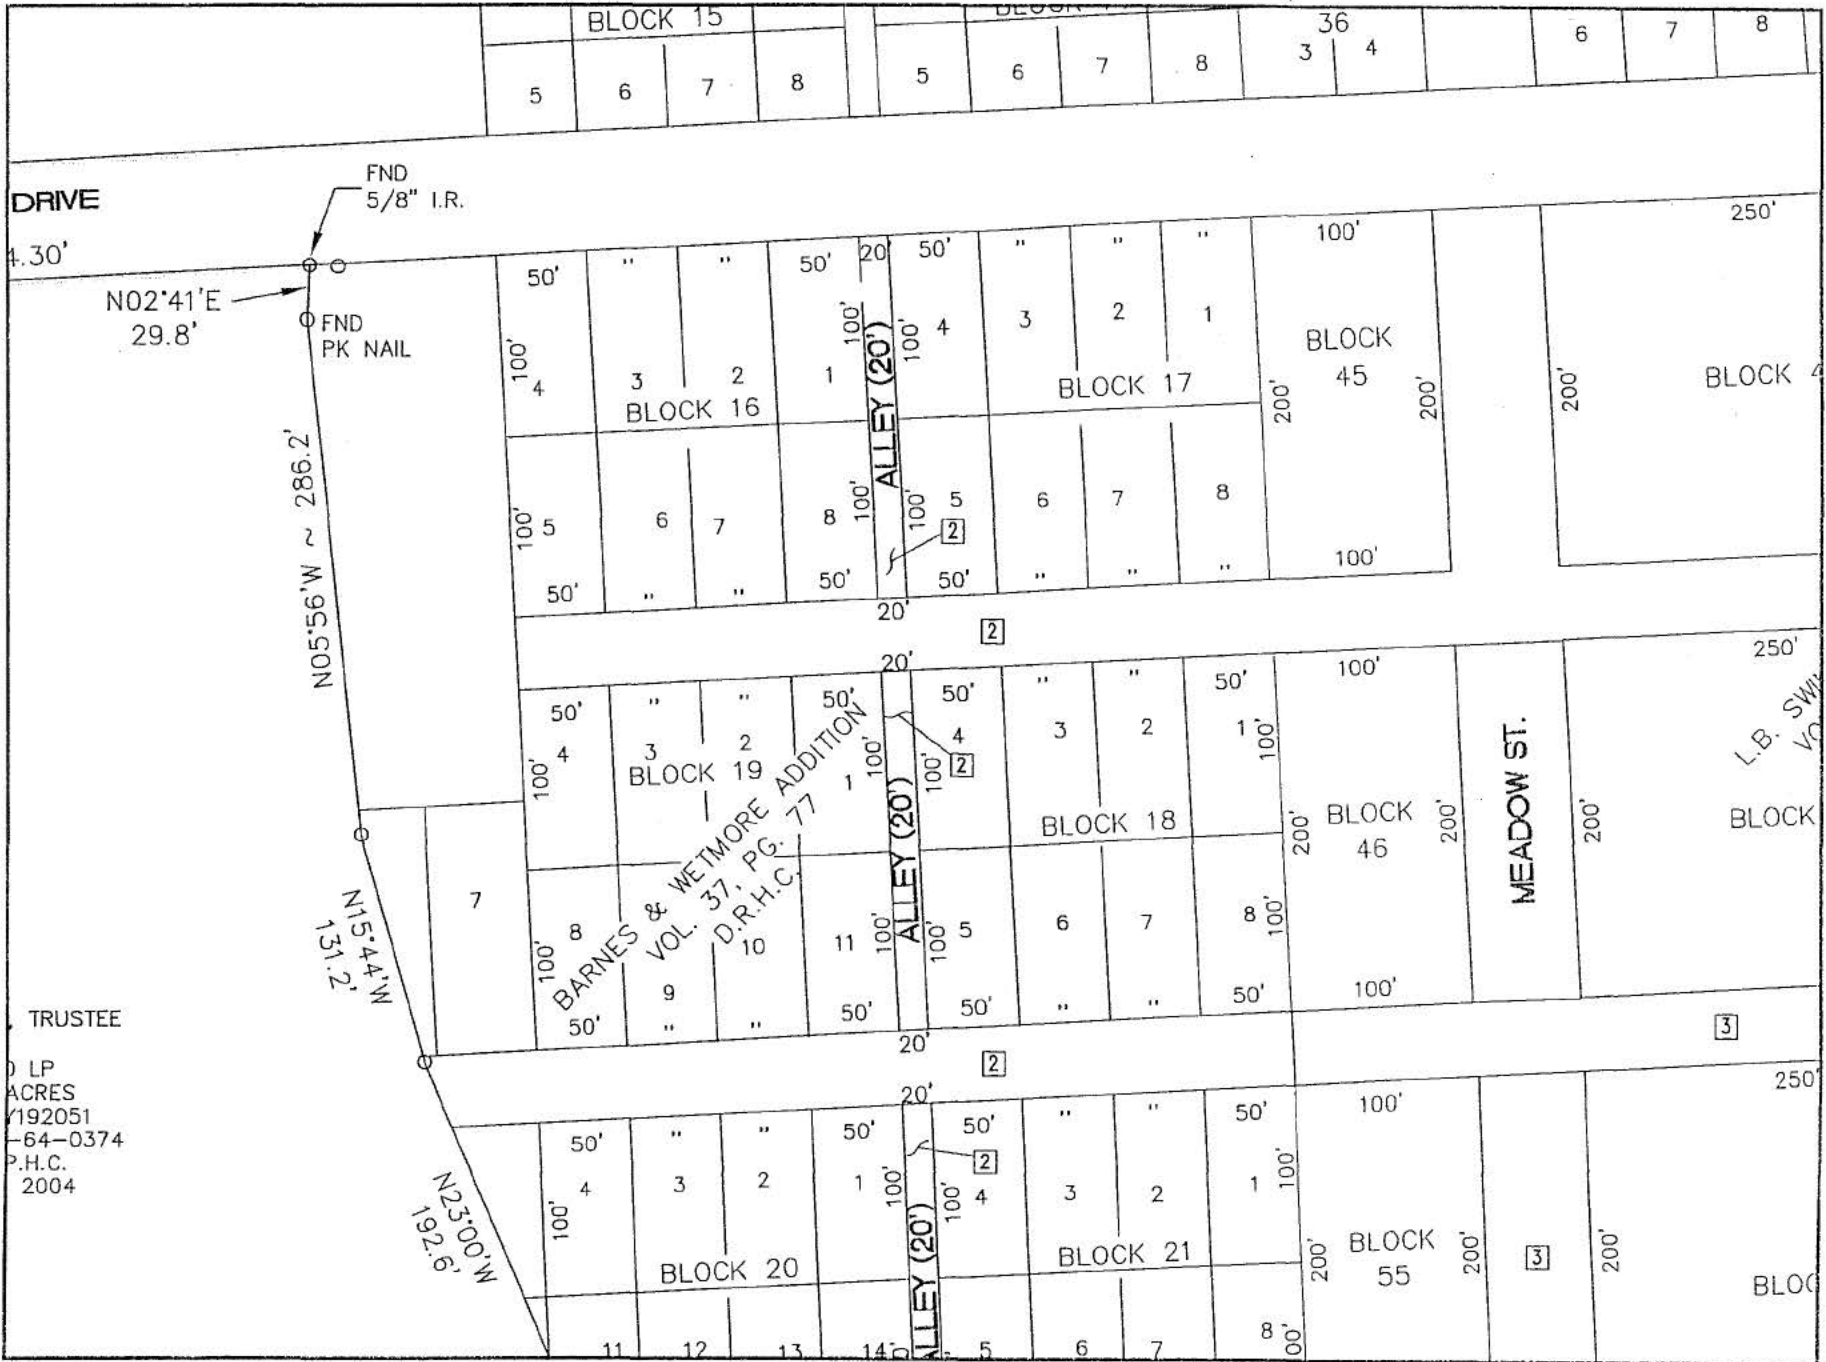 BLOCK 15
36
5 6 7 8
5 6 7 8
3 4
6 7 8
DRIVE
4.30'
FND
5/8" I.R.
N02°41'E
29.8'
FND
PK NAIL
N05°56'W ~ 286.2'
50' " " 50' 20' 50' " " " 100' 250'
100' 4 3 2 1 100'
BLOCK 16
ALLEY (20')
100' 4 3 2 1
BLOCK 17
200'
BLOCK
45
200'
200'
BLOCK 4
100' 5 6 7 8 100'
100' 5 6 7 8
2
50' " " 50' 20' 50' " " " 100'
2
20'
50' " " 50' 50' " " 50' 100' 250'
100' 4 3 2 1 100'
BLOCK 19
2
ALLEY (20')
100' 4 3 2 1 100'
BLOCK 18
200'
BLOCK
46
200'
MEADOW ST.
200'
BLOCK
L.B. SWI
BARNES & WETMORE ADDITION
VOL. 37, PG. 77
D.R.H.C.
7
100' 8 9 10 11 100'
100' 5 6 7 8 100'
50' " " 50' 20' 50' " " 50' 100'
N15°44'W
131.2'
2
3
, TRUSTEE
LP
ACRES
192051
-64-0374
P.H.C.
2004
N23°00'W
192.6'
20'
50' " " 50' 50' " " 50' 100' 250'
100' 4 3 2 1 100'
BLOCK 20
2
ALLEY (20')
100' 4 3 2 1 100'
BLOCK 21
200'
BLOCK
55
200'
3
200'
BLOC
11 12 13 14
5 6 7 8
00'